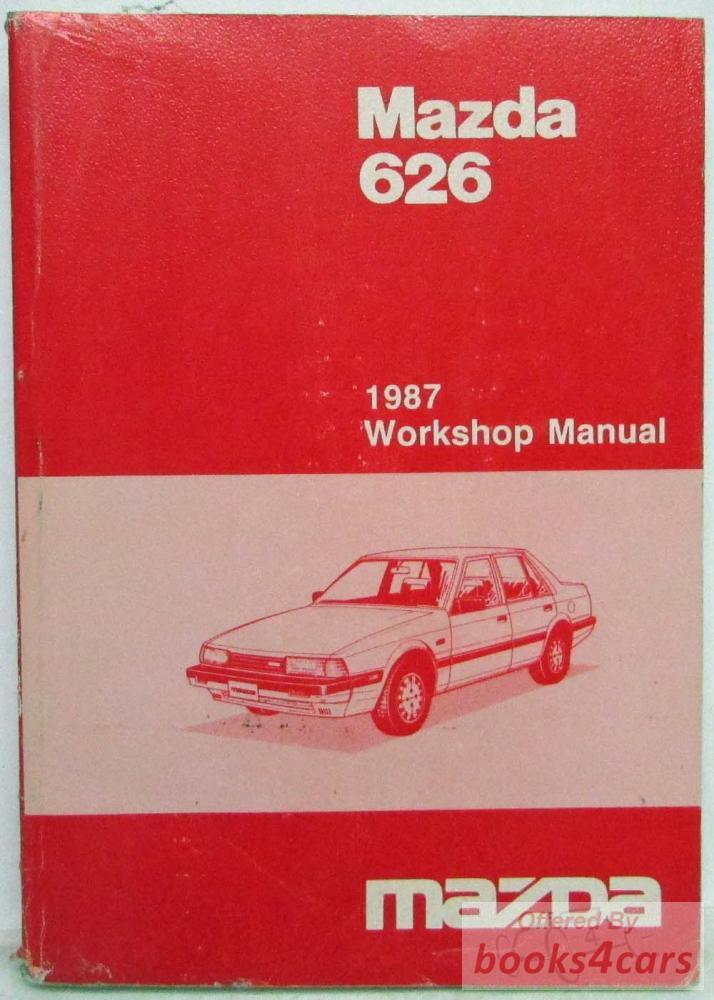 Mazda
626
1987
Workshop Manual
mazda
Offered By
books4cars